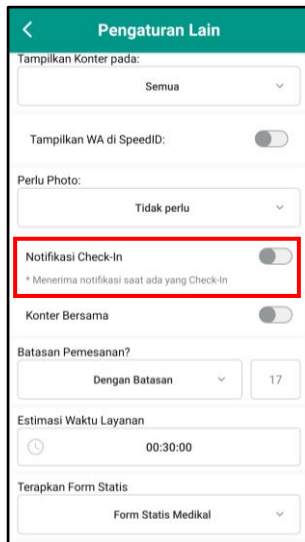 Pengaturan Lain
Tampilkan Konter pada:
Semua
Tampilkan WA di SpeedID:
Perlu Photo:
Tidak perlu
Notifikasi Check-In
* Menerima notifikasi saat ada yang Check-In
Konter Bersama
Batasan Pemesanan?
Dengan Batasan 17
Estimasi Waktu Layanan
00:30:00
Terapkan Form Statis
Form Statis Medikal